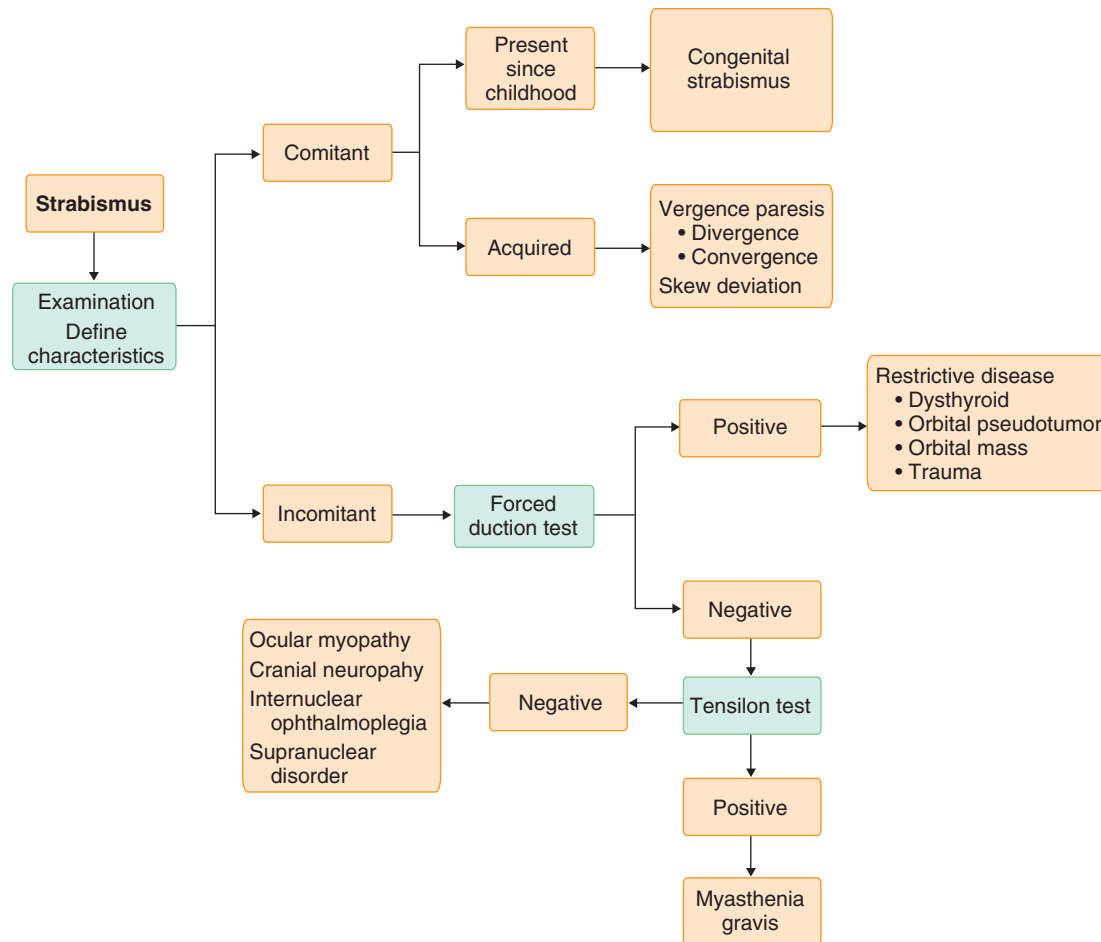 Strabismus
Examination
Define
characteristics
Comitant
Present
since
childhood
Congenital
strabismus
Acquired
Vergence paresis
• Divergence
• Convergence
Skew deviation
Incomitant
Forced
duction test
Positive
Restrictive disease
• Dysthyroid
• Orbital pseudotumor
• Orbital mass
• Trauma
Negative
Tensilon test
Negative
Ocular myopathy
Cranial neuropahy
Internuclear
ophthalmoplegia
Supranuclear
disorder
Positive
Myasthenia
gravis